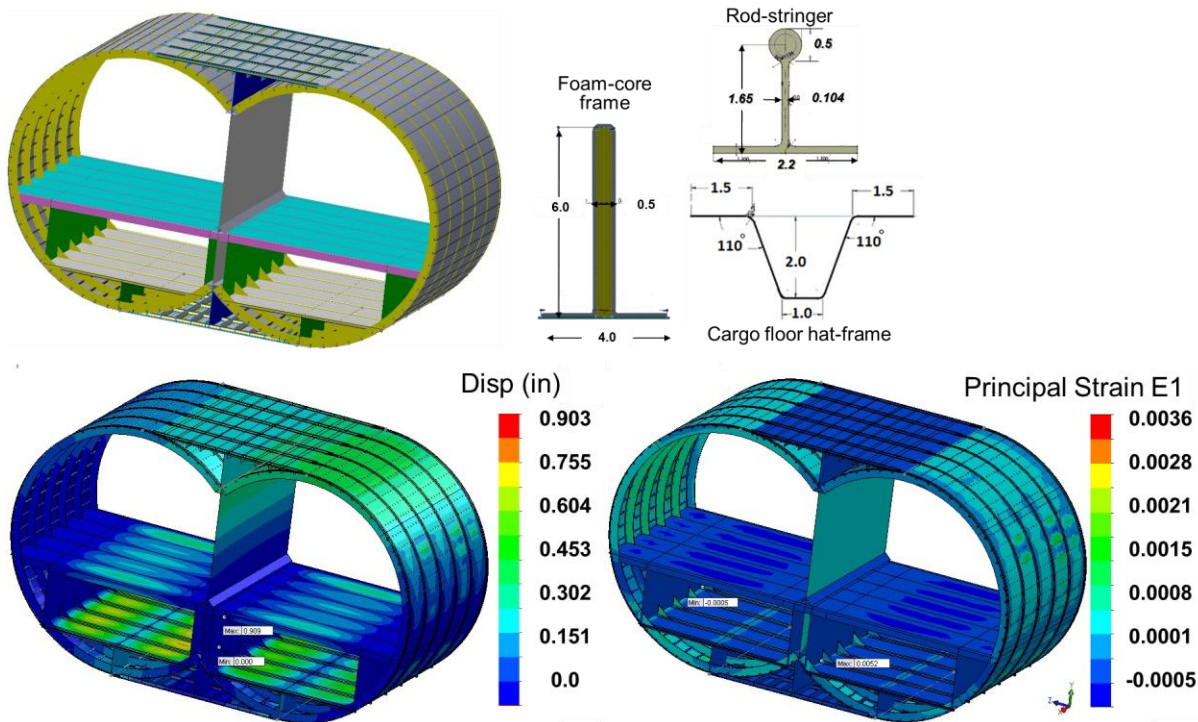 Rod-stringer
0.5
1.65
0.104
2.2
Foam-core
frame
6.0
0.5
4.0
1.5
1.5
110°
110°
2.0
1.0
Cargo floor hat-frame
Disp (in)
0.903
0.755
0.604
0.453
0.302
0.151
0.0
Max: 0.909
Min: 0.000
Principal Strain E1
0.0036
0.0028
0.0021
0.0015
0.0008
0.0001
-0.0005
Min: -0.0005
Max: 0.0052
Y
Z
X